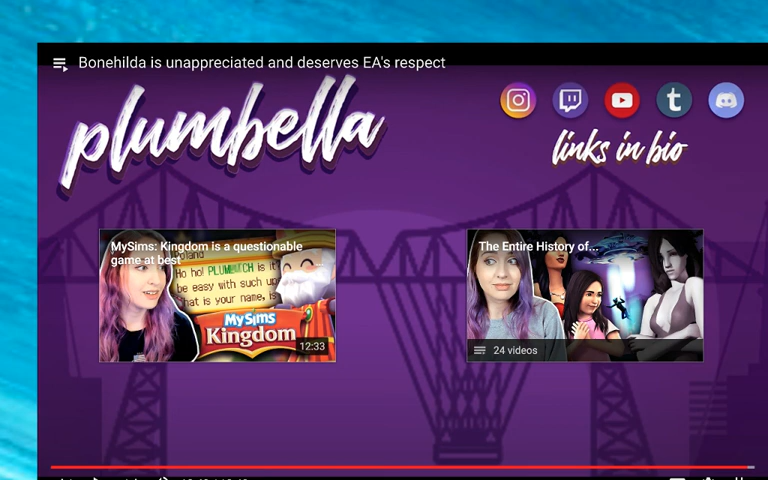 Bonehilda is unappreciated and deserves EA's respect
plumbella
t
links in bio
MySims: Kingdom is a questionable
game at best
Ho ho! PLUMBITCH is it?
be easy with such
what is your name, is
MySims
Kingdom
12:33
The Entire History of...
24 videos